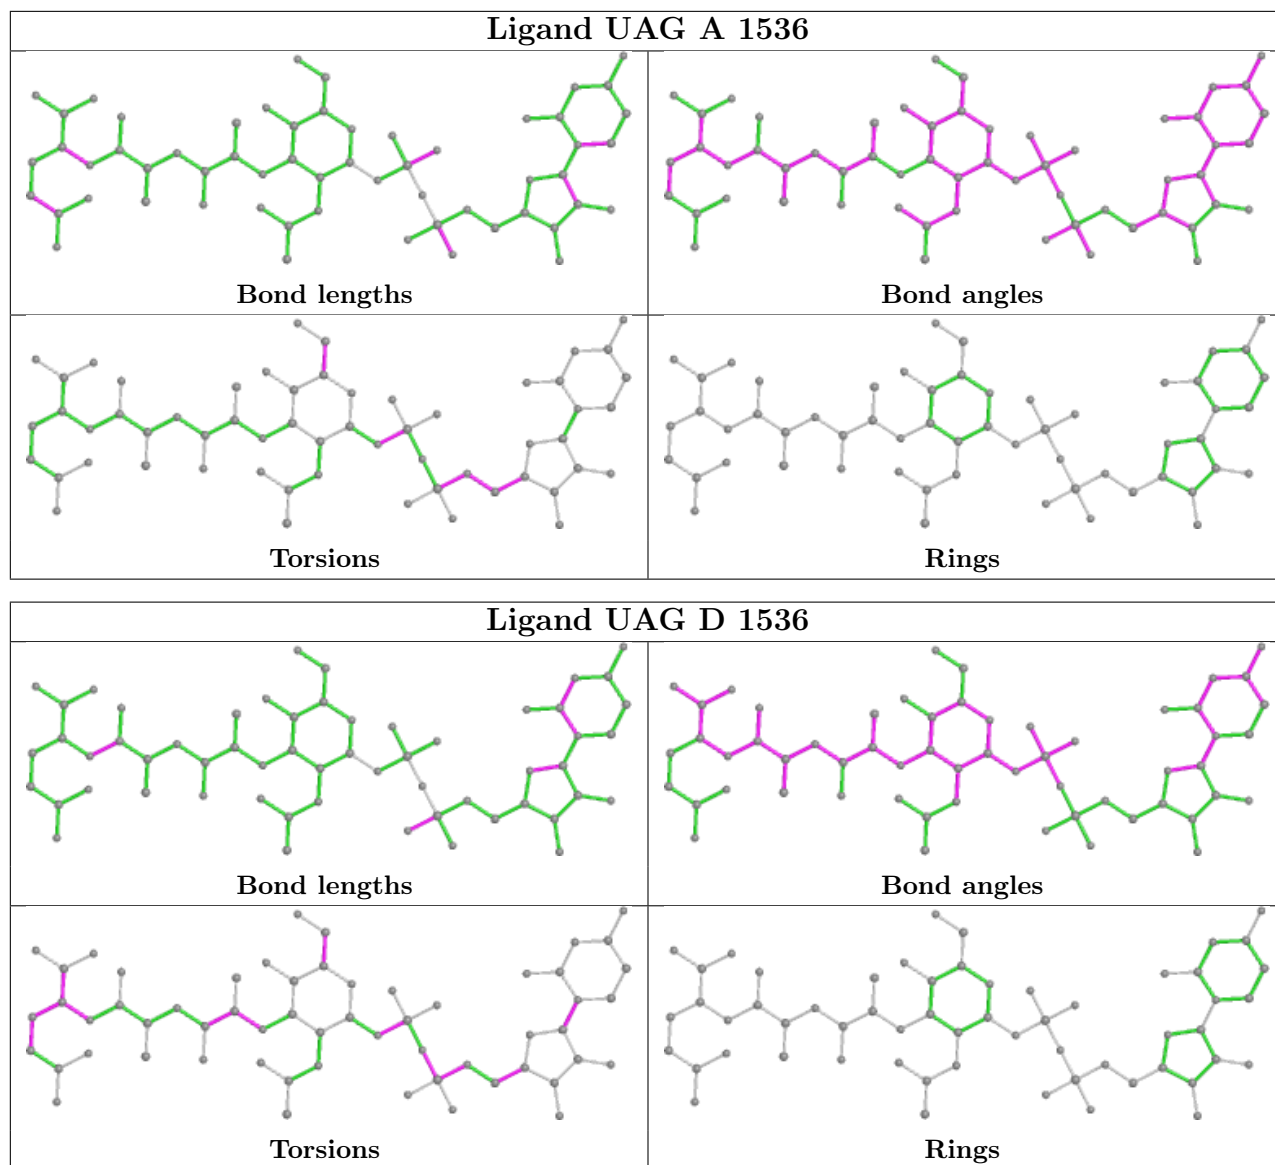 Ligand UAG A 1536
Bond lengths
Bond angles
Torsions
Rings
Ligand UAG D 1536
Bond lengths
Bond angles
Torsions
Rings